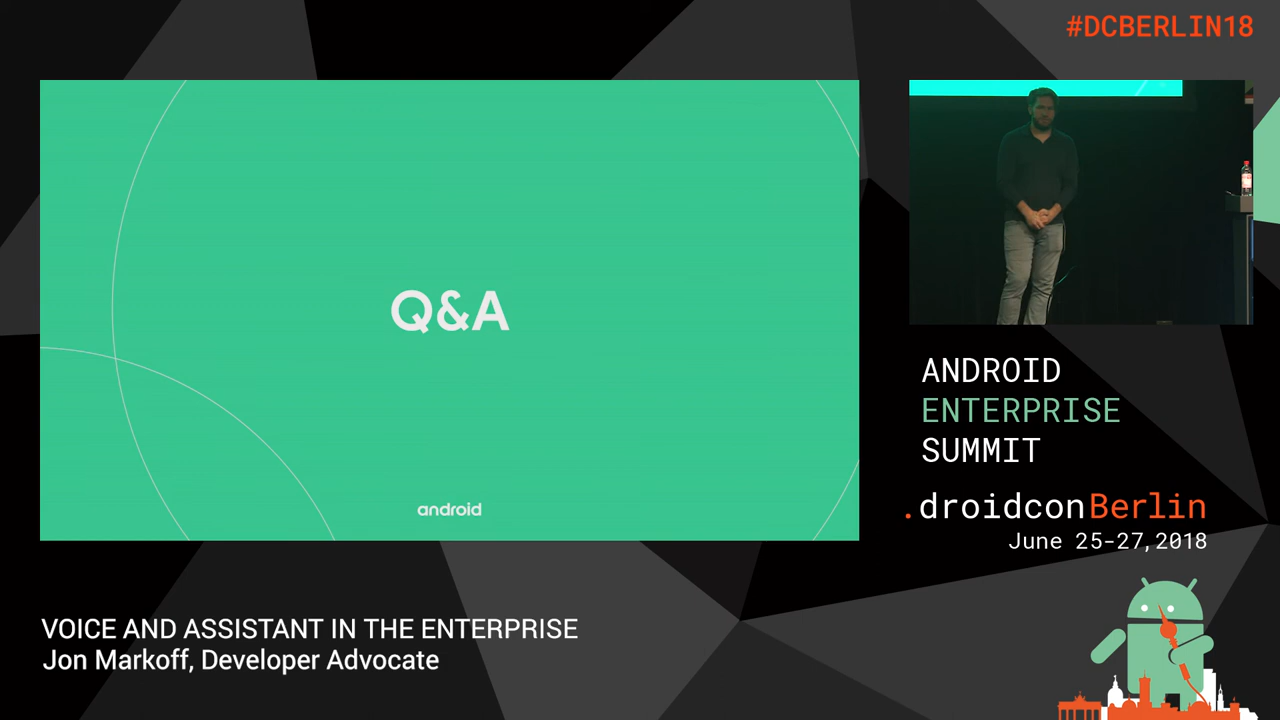 #DCBERLIN18
Q&A
android
ANDROID
ENTERPRISE
SUMMIT
.droidconBerlin
June 25-27, 2018
VOICE AND ASSISTANT IN THE ENTERPRISE
Jon Markoff, Developer Advocate